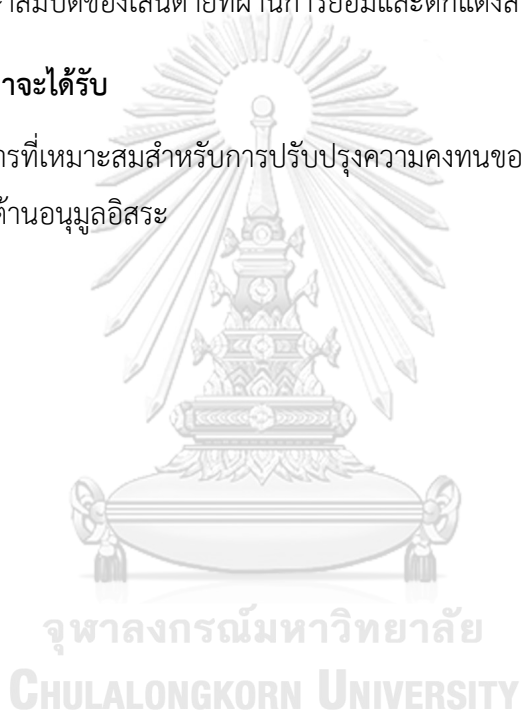 สมบัติของเส้นด้ายที่ผ่านการย้อมและตกแต่งส
าจะได้รับ
ารที่เหมาะสมสำหรับการปรับปรุงความคงทนขอ
ต้านอนุมูลอิสระ
จุฬาลงกรณ์มหาวิทยาลัย
CHULALONGKORN UNIVERSITY